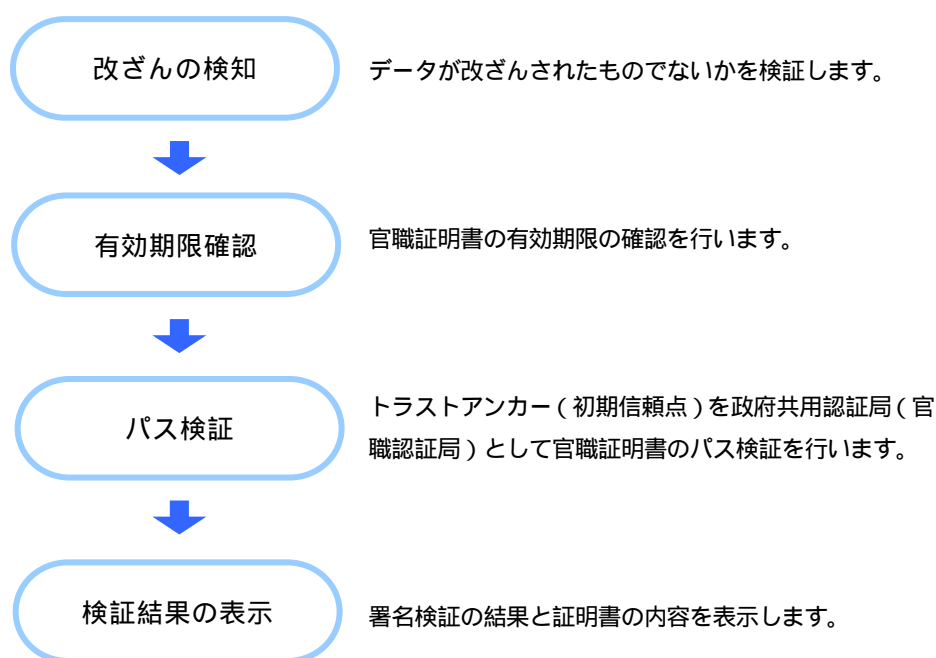 改ざんの検知
データが改ざんされたものでないかを検証します。
有効期限確認
官職証明書の有効期限の確認を行います。
パス検証
トラストアンカー(初期信頼点)を政府共用認証局(官
職認証局)として官職証明書のパス検証を行います。
検証結果の表示
署名検証の結果と証明書の内容を表示します。